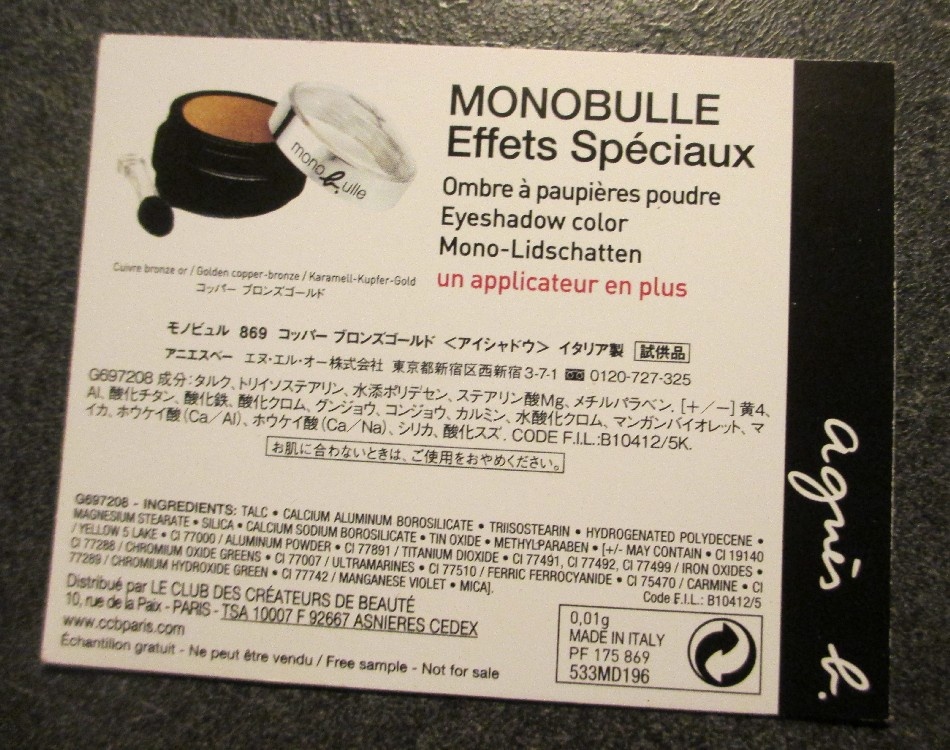 mono b. ulle
MONOBULLE
Effets Spéciaux
Ombre à paupières poudre
Eyeshadow color
Mono-Lidschatten
un applicateur en plus
Cuivre bronze or / Golden copper-bronze / Karamell-Kupfer-Gold
コッパー ブロンズゴールド
モノビュル 869 コッパー ブロンズゴールド ＜アイシャドウ＞ イタリア製 試供品
アニエスベー エヌ・エル・オー株式会社 東京都新宿区西新宿3-7-1 0120-727-325
G697208 成分：タルク、トリイソステアリン、水添ポリデセン、ステアリン酸Mg、メチルパラベン、[＋／－] 黄4、
Al、酸化チタン、酸化鉄、酸化クロム、グンジョウ、コンジョウ、カルミン、水酸化クロム、マンガンバイオレット、マ
イカ、ホウケイ酸（Ca／Al）、ホウケイ酸（Ca／Na）、シリカ、酸化スズ. CODE F.I.L.:B10412/5K.
お肌に合わないときは、ご使用をおやめください。
G697208 - INGREDIENTS: TALC • CALCIUM ALUMINUM BOROSILICATE • TRIISOSTEARIN • HYDROGENATED POLYDECENE •
MAGNESIUM STEARATE • SILICA • CALCIUM SODIUM BOROSILICATE • TIN OXIDE • METHYLPARABEN • [+/- MAY CONTAIN • CI 19140
/ YELLOW 5 LAKE • CI 77000 / ALUMINUM POWDER • CI 77891 / TITANIUM DIOXIDE • CI 77491, CI 77492, CI 77499 / IRON OXIDES •
CI 77288 / CHROMIUM OXIDE GREENS • CI 77007 / ULTRAMARINES • CI 77510 / FERRIC FERROCYANIDE • CI 75470 / CARMINE • CI
77289 / CHROMIUM HYDROXIDE GREEN • CI 77742 / MANGANESE VIOLET • MICA].
Code F.I.L.: B10412/5
Distribué par LE CLUB DES CRÉATEURS DE BEAUTÉ
10, rue de la Paix - PARIS - TSA 10007 F 92667 ASNIERES CEDEX
www.ccbparis.com
Échantillon gratuit - Ne peut être vendu / Free sample - Not for sale
0,01g
MADE IN ITALY
PF 175 869
533MD196
agnès b.